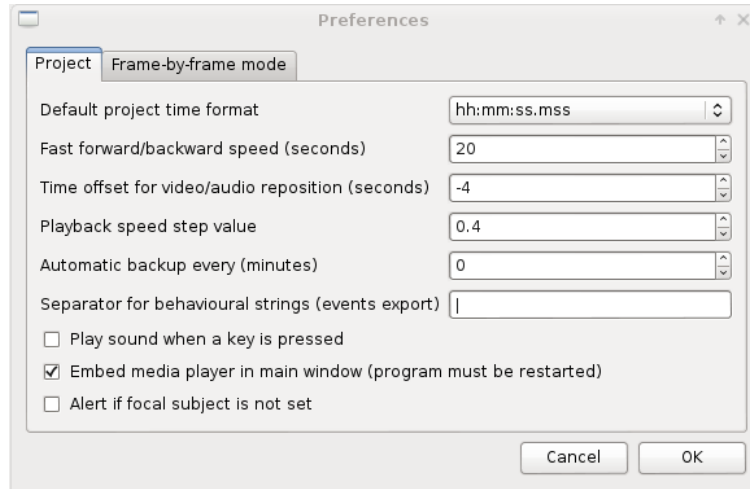 Preferences
Project Frame-by-frame mode
Default project time format hh:mm:ss.mss
Fast forward/backward speed (seconds) 20
Time offset for video/audio reposition (seconds) -4
Playback speed step value 0.4
Automatic backup every (minutes) 0
Separator for behavioural strings (events export) |
Play sound when a key is pressed
Embed media player in main window (program must be restarted)
Alert if focal subject is not set
Cancel OK